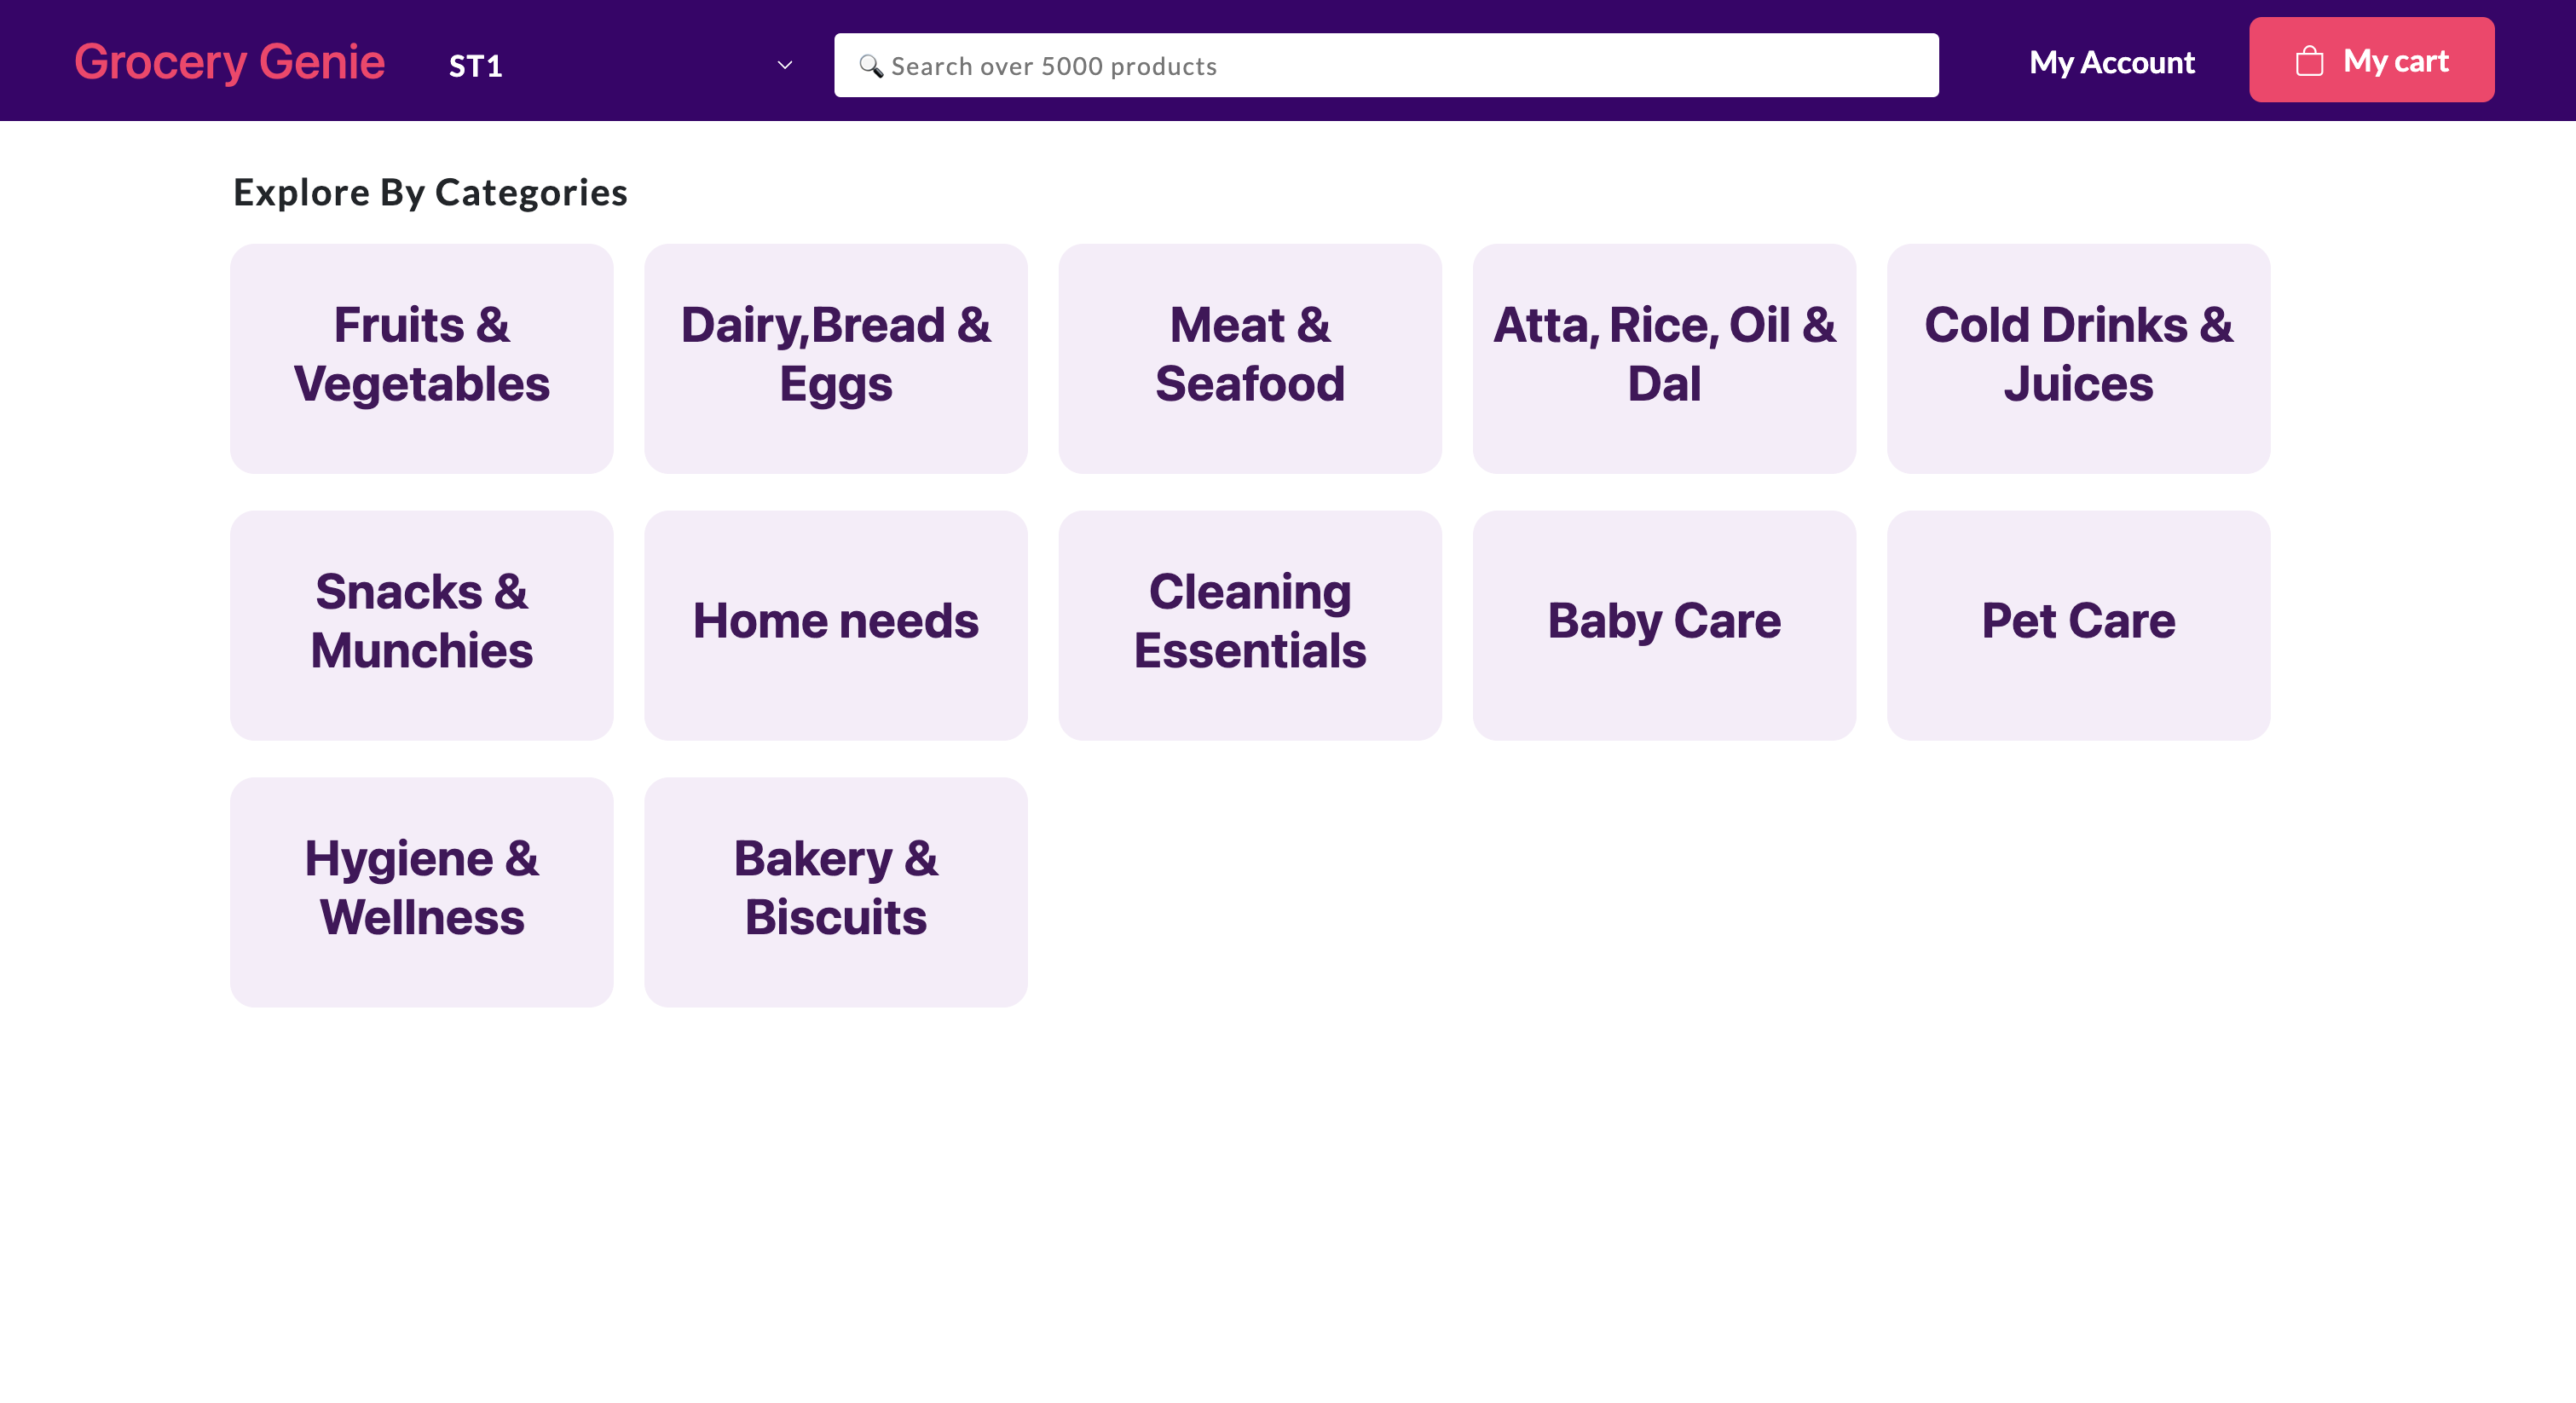 Grocery Genie
ST1
Search over 5000 products
My Account
My cart
Explore By Categories
Fruits &
Vegetables
Dairy,Bread &
Eggs
Meat &
Seafood
Atta, Rice, Oil &
Dal
Cold Drinks &
Juices
Snacks &
Munchies
Home needs
Cleaning
Essentials
Baby Care
Pet Care
Hygiene &
Wellness
Bakery &
Biscuits